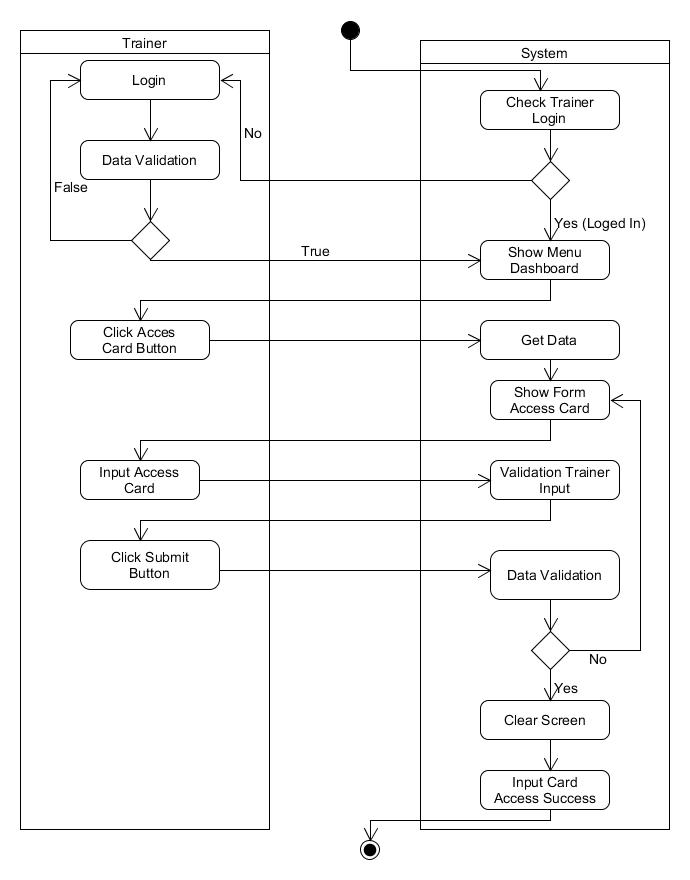 Trainer
System
Login
Check Trainer
Login
No
Data Validation
False
Yes (Loged In)
True
Show Menu
Dashboard
Click Acces
Card Button
Get Data
Show Form
Access Card
Input Access
Card
Validation Trainer
Input
Click Submit
Button
Data Validation
No
Yes
Clear Screen
Input Card
Access Success